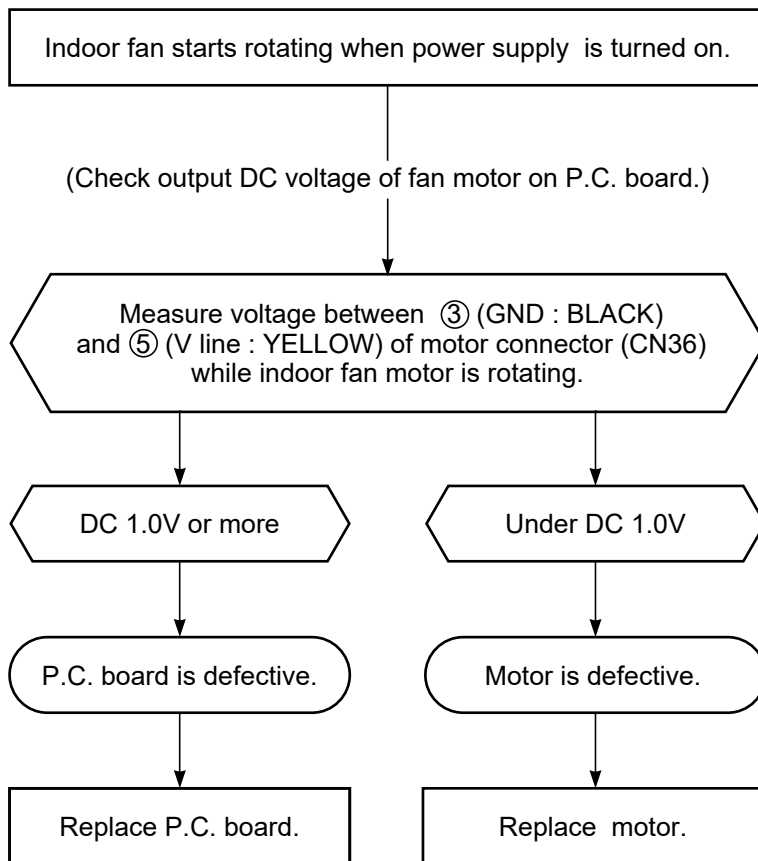 Indoor fan starts rotating when power supply is turned on.
(Check output DC voltage of fan motor on P.C. board.)
Measure voltage between ③ (GND : BLACK)
and ⑤ (V line : YELLOW) of motor connector (CN36)
while indoor fan motor is rotating.
DC 1.0V or more
Under DC 1.0V
P.C. board is defective.
Motor is defective.
Replace P.C. board.
Replace motor.